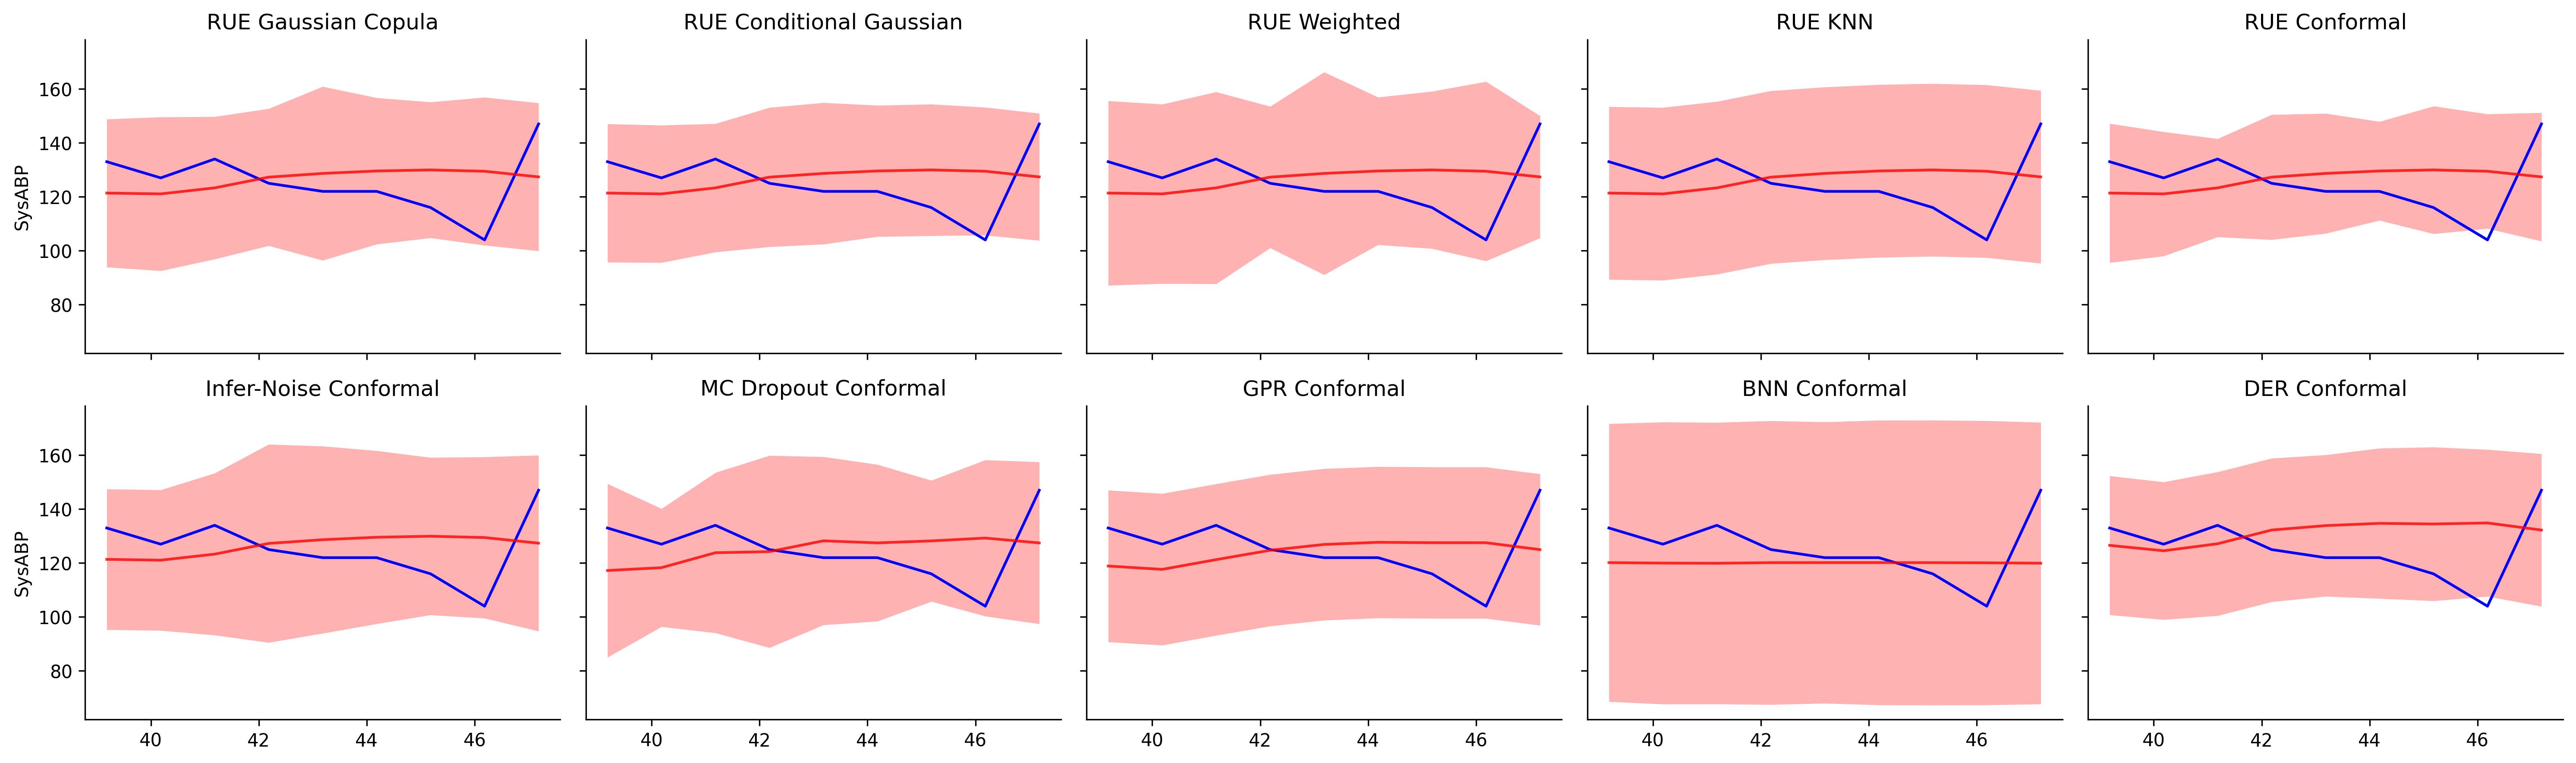 RUE Gaussian Copula
RUE Conditional Gaussian
RUE Weighted
RUE KNN
RUE Conformal
SysABP
160
140
120
100
80
Infer-Noise Conformal
MC Dropout Conformal
GPR Conformal
BNN Conformal
DER Conformal
SysABP
160
140
120
100
80
40 42 44 46
40 42 44 46
40 42 44 46
40 42 44 46
40 42 44 46